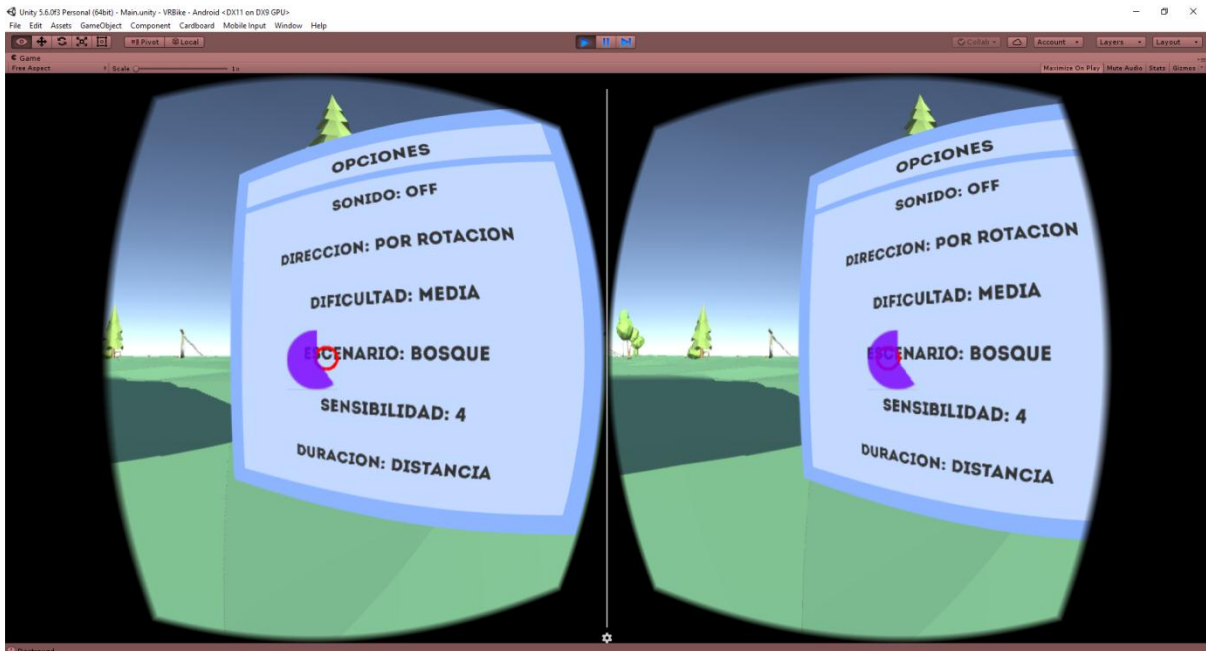 Unity 5.6.0f3 Personal (64bit) - Main.unity - VRBike - Android <DX11 on DX9 GPU>
File Edit Assets GameObject Component Cardboard Mobile Input Window Help
Pivot Local Collab Account Layers Layout
Game
Free Aspect Scale 1x Maximize On Play Mute Audio Stats Gizmos
OPCIONES
SONIDO: OFF
DIRECCION: POR ROTACION
DIFICULTAD: MEDIA
ESCENARIO: BOSQUE
SENSIBILIDAD: 4
DURACION: DISTANCIA
OPCIONES
SONIDO: OFF
DIRECCION: POR ROTACION
DIFICULTAD: MEDIA
ESCENARIO: BOSQUE
SENSIBILIDAD: 4
DURACION: DISTANCIA